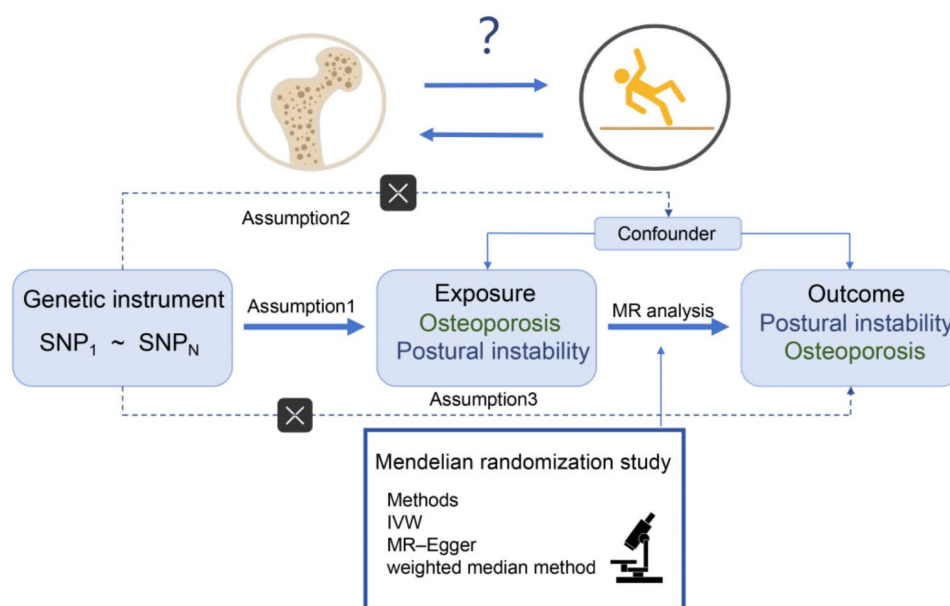 ?
Assumption2
Confounder
Genetic instrument
SNP₁ ~ SNP_N
Assumption1
Exposure
Osteoporosis
Postural instability
MR analysis
Outcome
Postural instability
Osteoporosis
Assumption3
Mendelian randomization study
Methods
IVW
MR–Egger
weighted median method